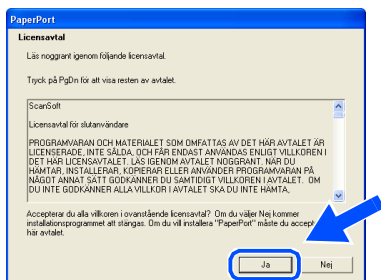 PaperPort
Licensavtal
Läs noggrant igenom följande licensavtal.
Tryck på PgDn för att visa resten av avtalet.
ScanSoft
Licensavtal för slutanvändare
PROGRAMVARAN OCH MATERIALET SOM OMFATTAS AV DET HÄR AVTALET ÄR
LICENSERADE, INTE SÅLDA, OCH FÅR ENDAST ANVÄNDAS ENLIGT VILLKOREN I
DET HÄR LICENSAVTALET. LÄS IGENOM AVTALET NOGGRANT. NÄR DU
HÄMTAR, INSTALLERAR, KOPIERAR ELLER ANVÄNDER PROGRAMVARAN PÅ
NÅGOT ANNAT SÄTT GODKÄNNER DU SAMTIDIGT VILLKOREN I AVTALET. OM
DU INTE GODKÄNNER ALLA VILLKOR I AVTALET SKA DU INTE HÄMTA,
Accepterar du alla villkoren i ovanstående licensavtal? Om du väljer Nej kommer
installationsprogrammet att stängas. Om du vill installera "PaperPort" måste du accept
här avtalet.
Ja
Nej